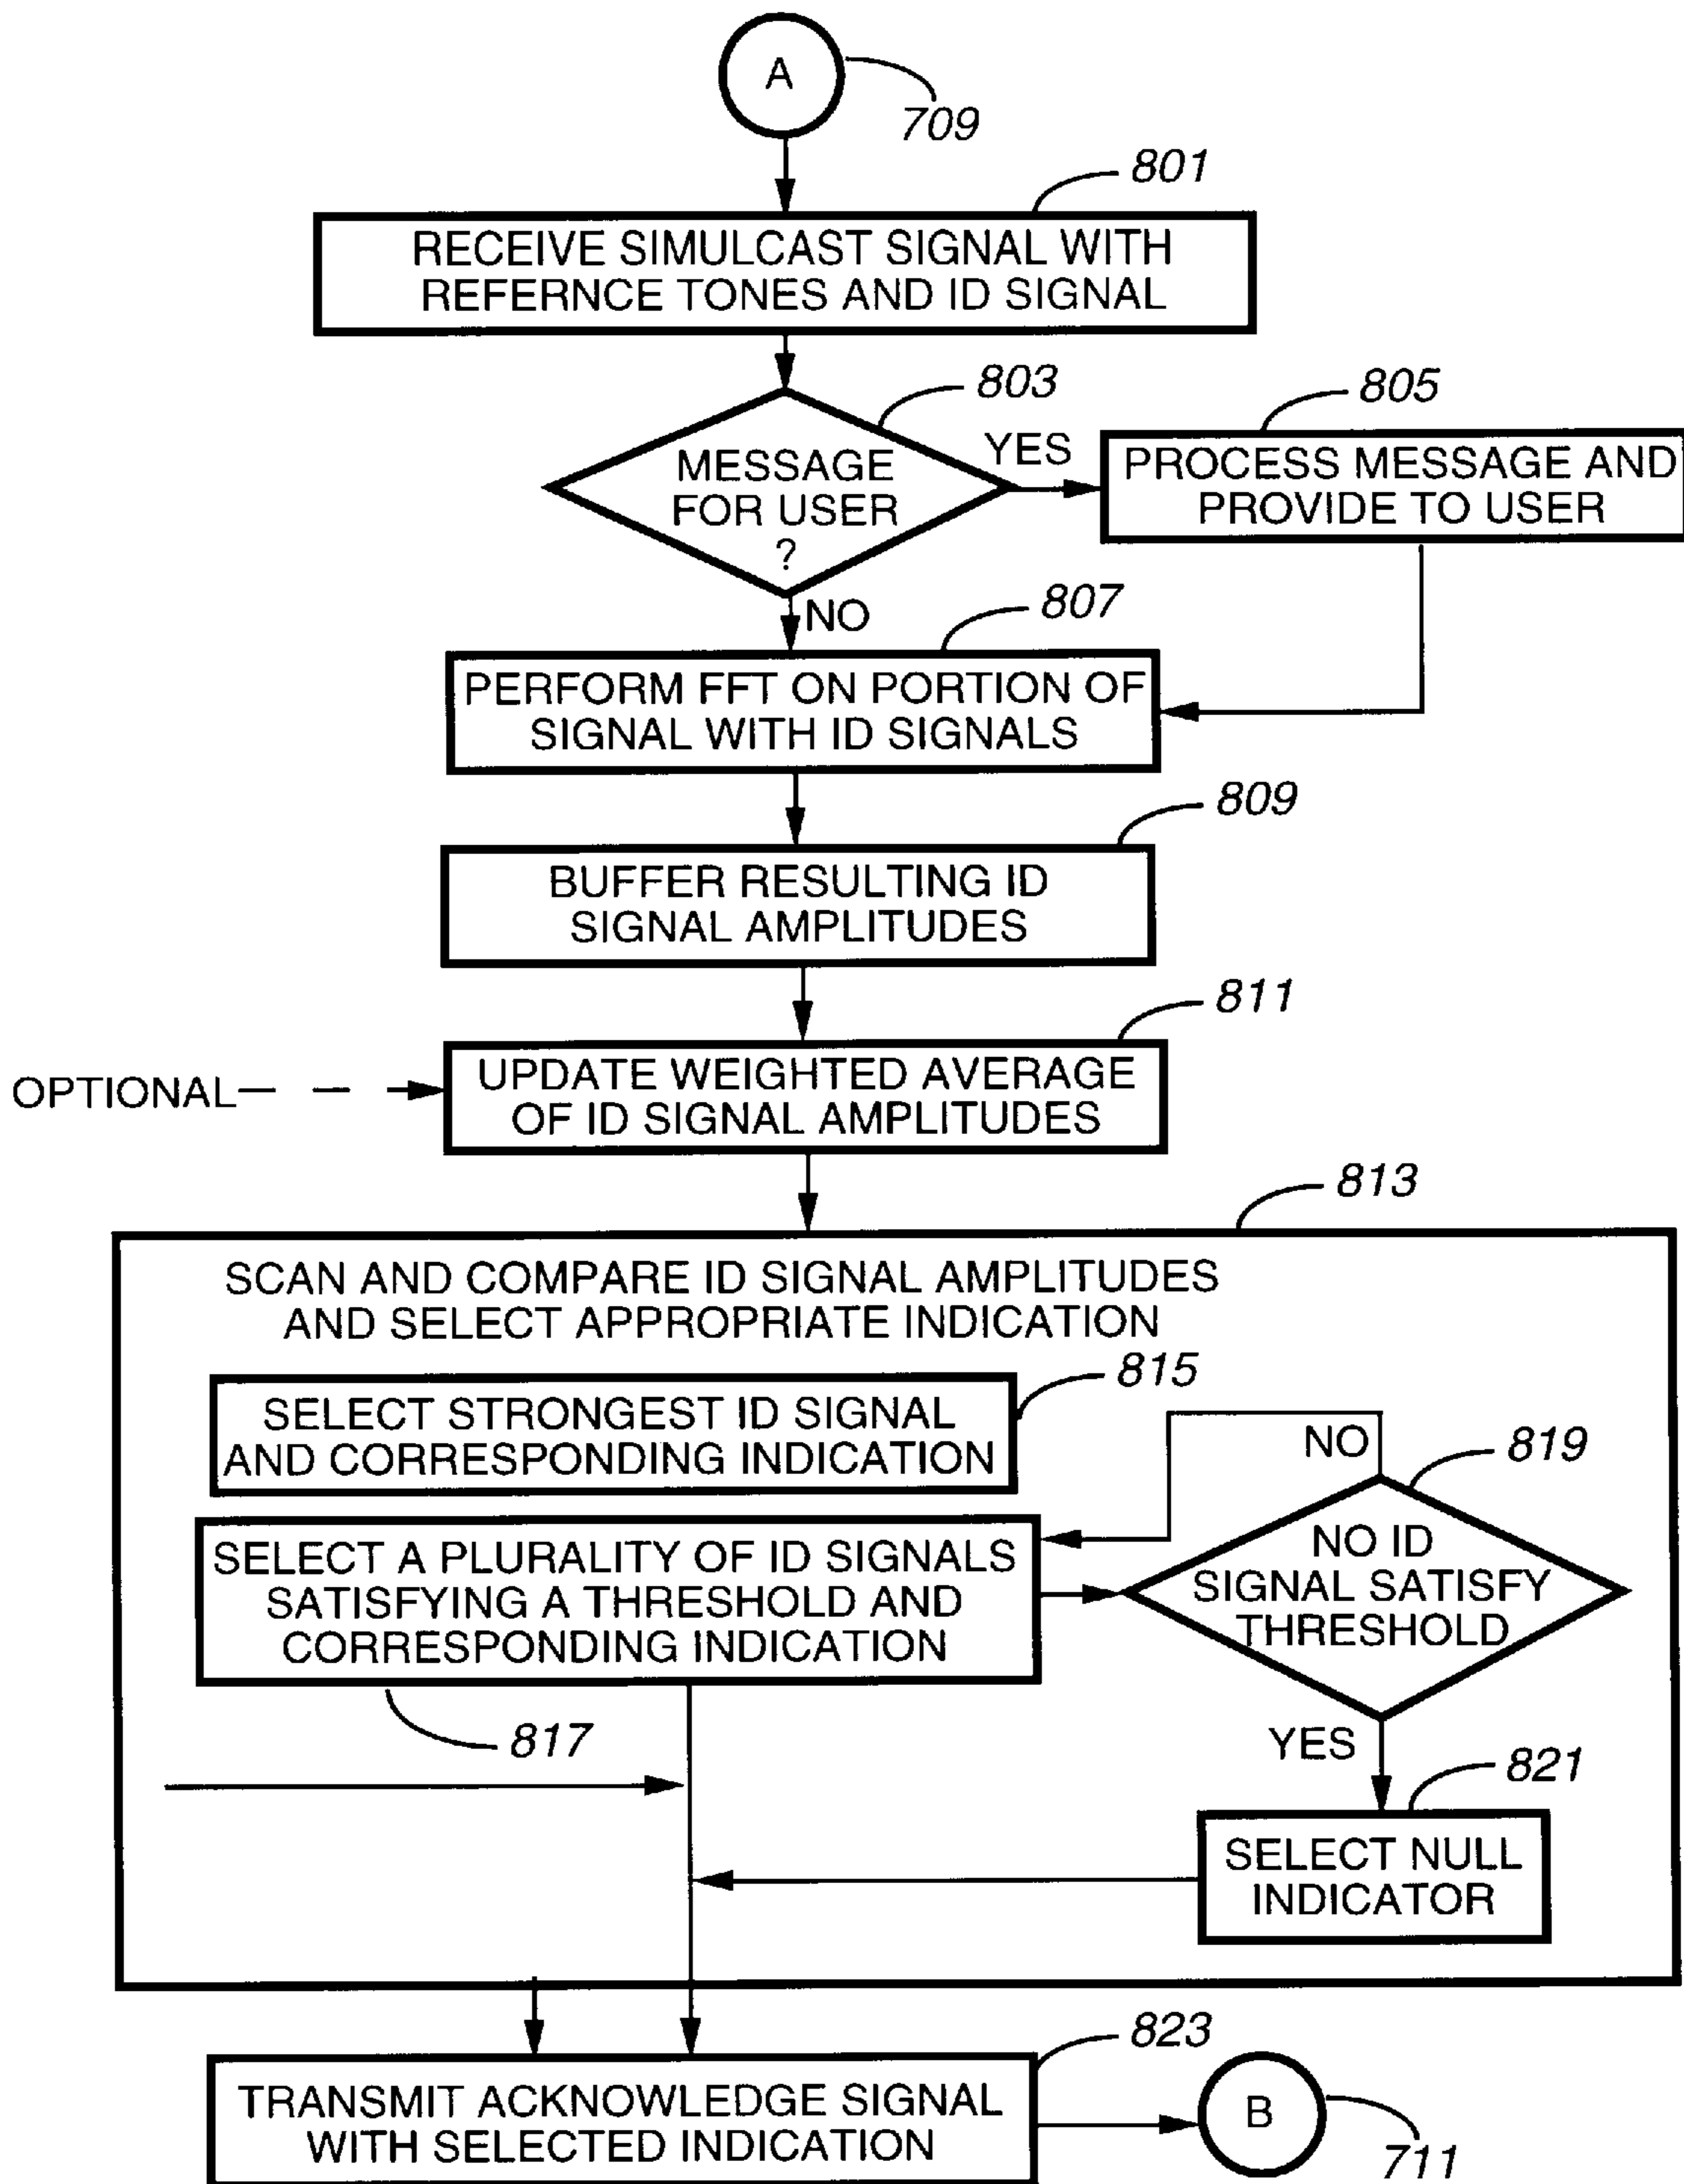 A
709
801
RECEIVE SIMULCAST SIGNAL WITH
REFERNCE TONES AND ID SIGNAL
803
805
MESSAGE
FOR USER
?
YES
PROCESS MESSAGE AND
PROVIDE TO USER
NO
807
PERFORM FFT ON PORTION OF
SIGNAL WITH ID SIGNALS
809
BUFFER RESULTING ID
SIGNAL AMPLITUDES
811
OPTIONAL
UPDATE WEIGHTED AVERAGE
OF ID SIGNAL AMPLITUDES
813
SCAN AND COMPARE ID SIGNAL AMPLITUDES
AND SELECT APPROPRIATE INDICATION
815
SELECT STRONGEST ID SIGNAL
AND CORRESPONDING INDICATION
NO
819
SELECT A PLURALITY OF ID SIGNALS
SATISFYING A THRESHOLD AND
CORRESPONDING INDICATION
NO ID
SIGNAL SATISFY
THRESHOLD
817
YES
821
SELECT NULL
INDICATOR
823
TRANSMIT ACKNOWLEDGE SIGNAL
WITH SELECTED INDICATION
B
711